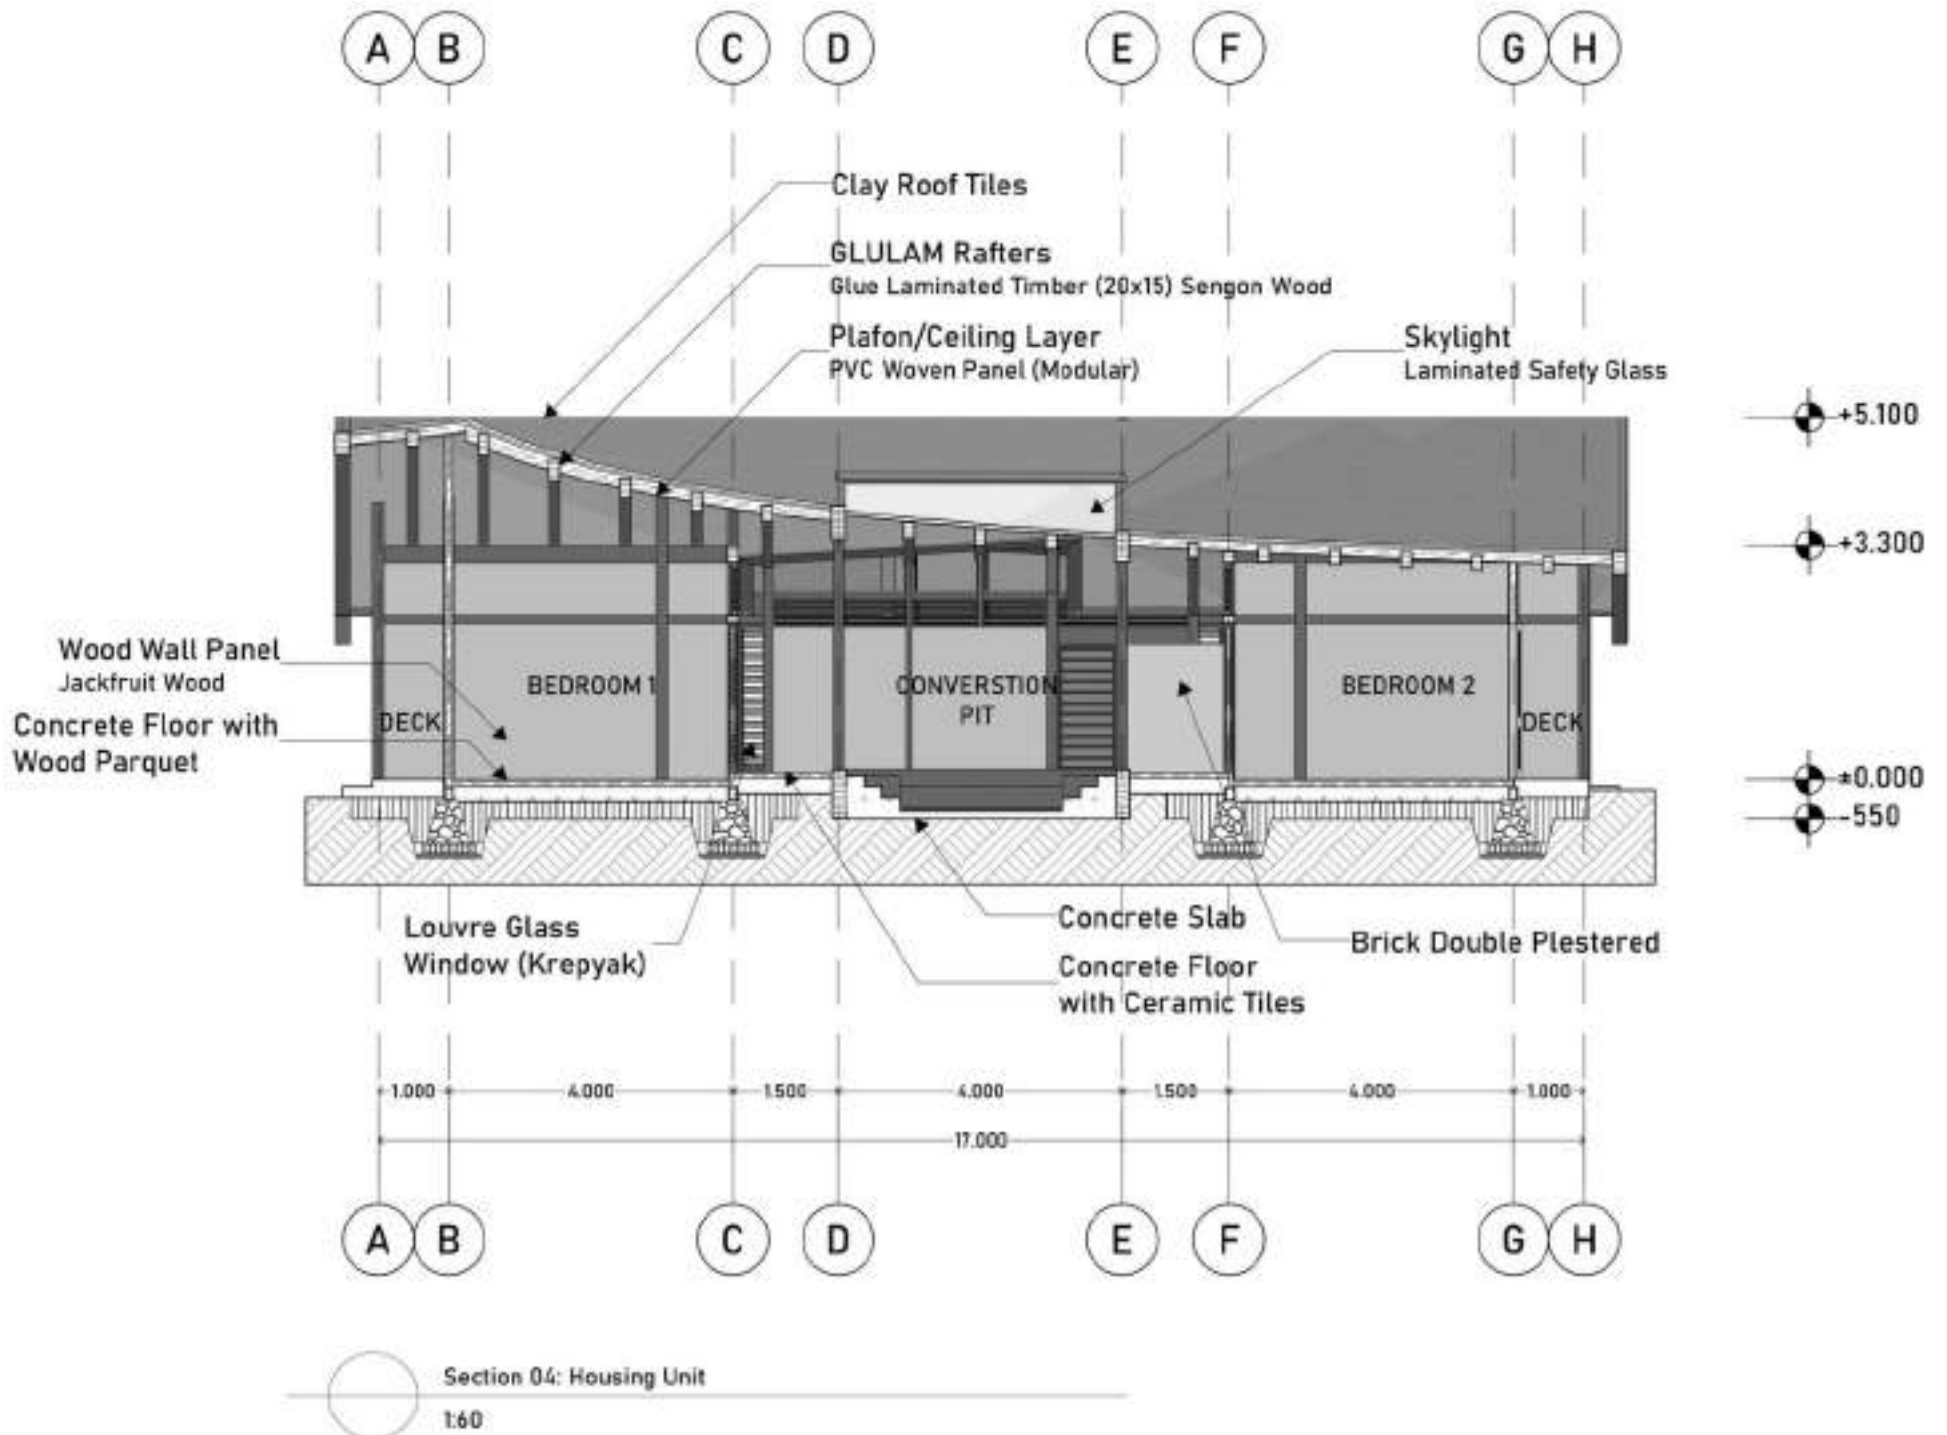 A B C D E F G H
Clay Roof Tiles
GLULAM Rafters
Glue Laminated Timber (20x15) Sengon Wood
Plafon/Ceiling Layer
PVC Woven Panel (Modular)
Skylight
Laminated Safety Glass
+5.100
+3.300
Wood Wall Panel
Jackfruit Wood
Concrete Floor with
Wood Parquet
DECK
BEDROOM 1
CONVERSTION
PIT
BEDROOM 2
DECK
±0.000
-550
Louvre Glass
Window (Krepyak)
Concrete Slab
Concrete Floor
with Ceramic Tiles
Brick Double Plestered
1.000 4.000 1.500 4.000 1.500 4.000 1.000
17.000
A B C D E F G H
Section 04: Housing Unit
1:60